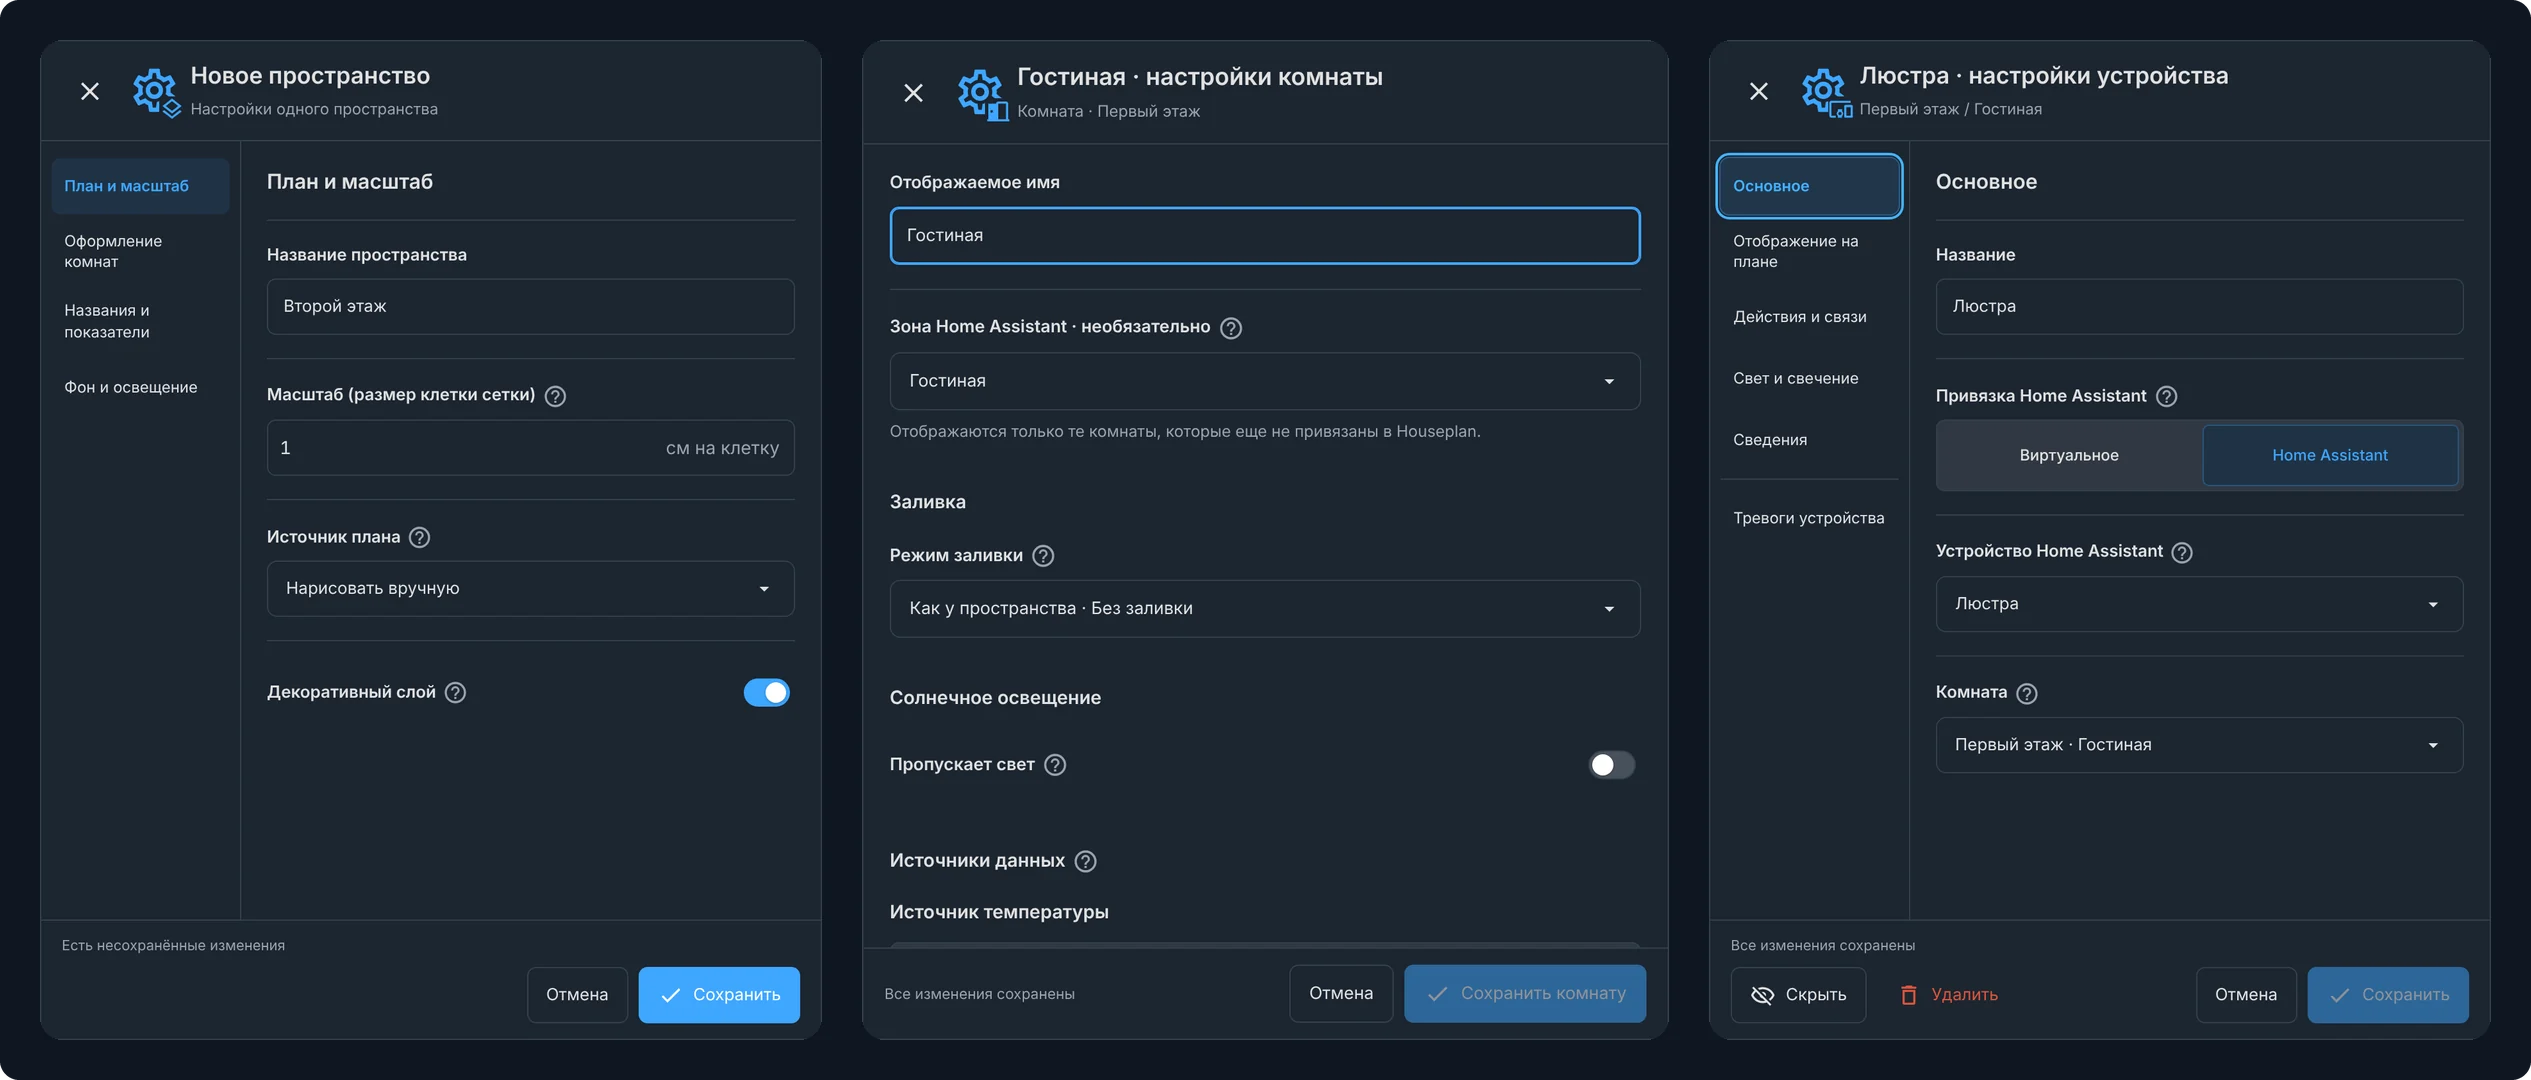 Новое пространство
Настройки одного пространства
План и масштаб
Оформление
комнат
Названия и
показатели
Фон и освещение
План и масштаб
Название пространства
Второй этаж
Масштаб (размер клетки сетки)
1 см на клетку
Источник плана
Нарисовать вручную
Декоративный слой
Есть несохранённые изменения
Отмена
Сохранить
Гостиная · настройки комнаты
Комната · Первый этаж
Отображаемое имя
Гостиная
Зона Home Assistant · необязательно
Гостиная
Отображаются только те комнаты, которые еще не привязаны в Houseplan.
Заливка
Режим заливки
Как у пространства · Без заливки
Солнечное освещение
Пропускает свет
Источники данных
Источник температуры
Все изменения сохранены
Отмена
Сохранить комнату
Люстра · настройки устройства
Первый этаж / Гостиная
Основное
Отображение на
плане
Действия и связи
Свет и свечение
Сведения
Тревоги устройства
Основное
Название
Люстра
Привязка Home Assistant
Виртуальное
Home Assistant
Устройство Home Assistant
Люстра
Комната
Первый этаж · Гостиная
Все изменения сохранены
Скрыть
Удалить
Отмена
Сохранить